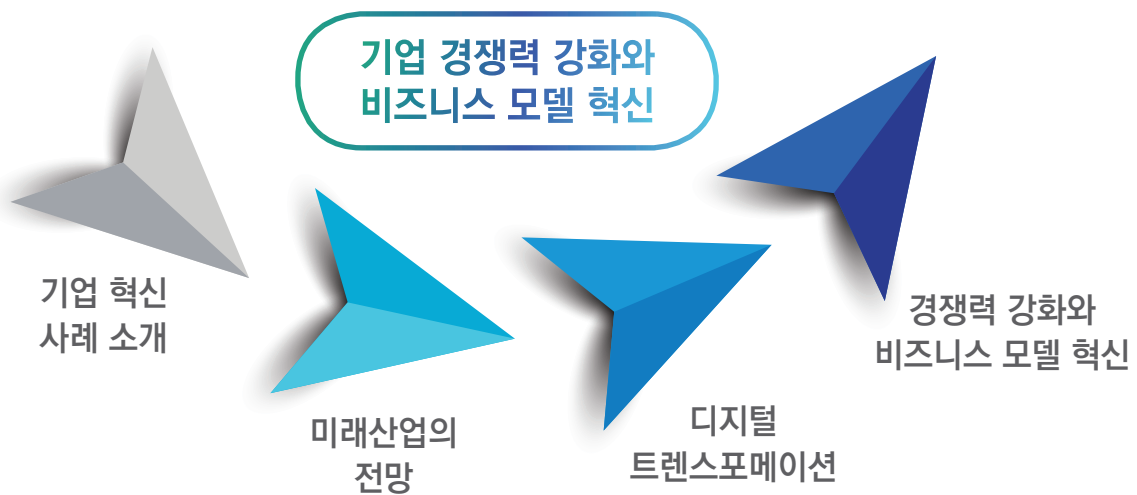 기업 경쟁력 강화와
비즈니스 모델 혁신
기업 혁신
사례 소개
미래산업의
전망
디지털
트렌스포메이션
경쟁력 강화와
비즈니스 모델 혁신